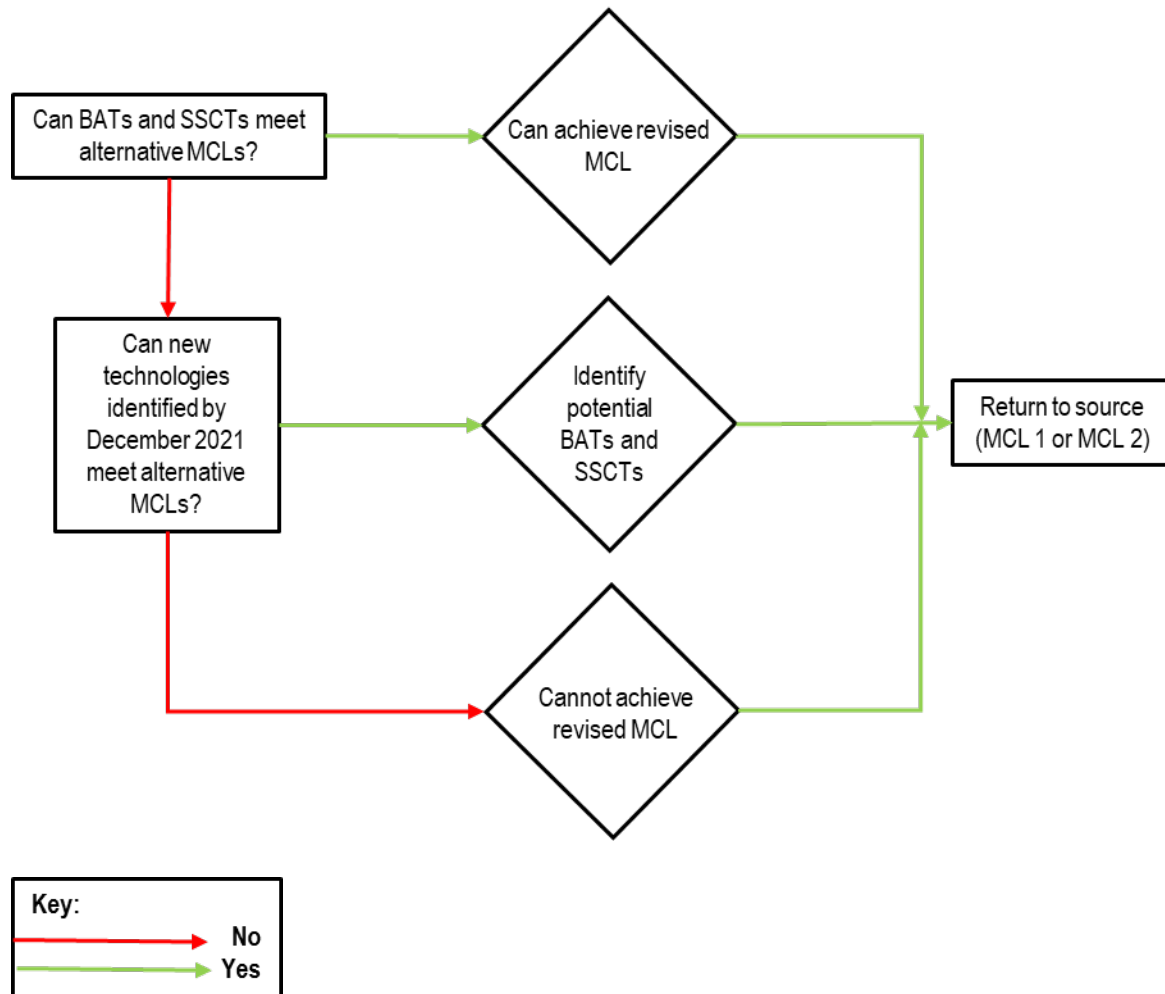 Can BATs and SSCTs meet
alternative MCLs?
Can achieve revised
MCL
Can new
technologies
identified by
December 2021
meet alternative
MCLs?
Identify
potential
BATs and
SSCTs
Return to source
(MCL 1 or MCL 2)
Cannot achieve
revised MCL
Key:
No
Yes